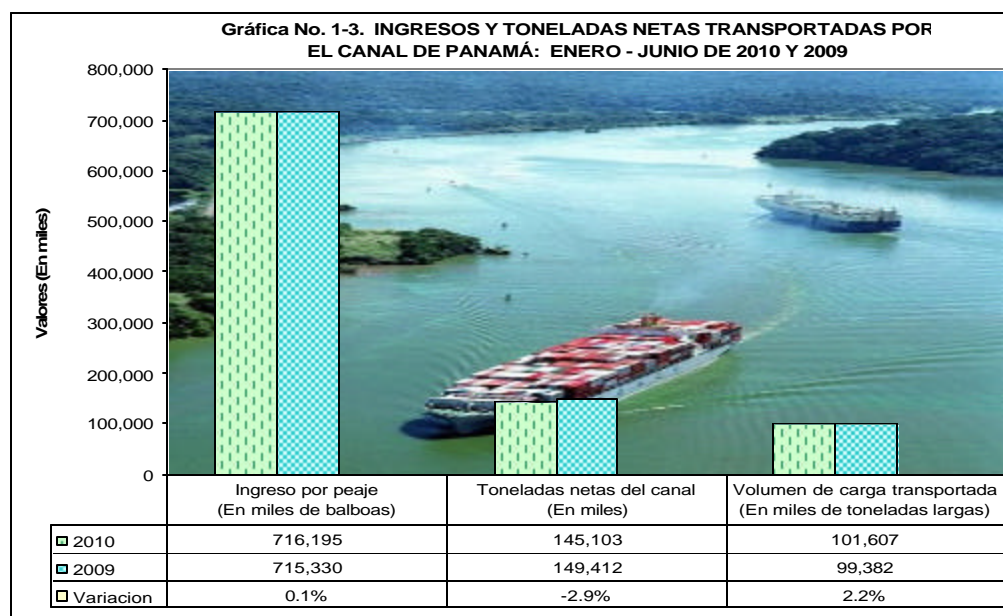 Gráfica No. 1-3. INGRESOS Y TONELADAS NETAS TRANSPORTADAS POR
EL CANAL DE PANAMÁ: ENERO - JUNIO DE 2010 Y 2009
Valores (En miles)
800,000
700,000
600,000
500,000
400,000
300,000
200,000
100,000
0
Ingreso por peaje Toneladas netas del canal Volumen de carga transportada
(En miles de balboas) (En miles) (En miles de toneladas largas)
2010 716,195 145,103 101,607
2009 715,330 149,412 99,382
Variacion 0.1% -2.9% 2.2%